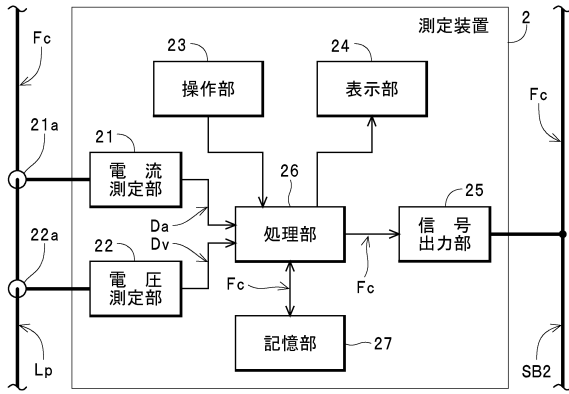 測定装置
2
Fc
23
24
操作部
表示部
Fc
21a
21
電流
測定部
26
25
Da
処理部
信号
出力部
22a
22
Dv
電圧
測定部
Fc
Fc
記憶部
27
Lp
SB2